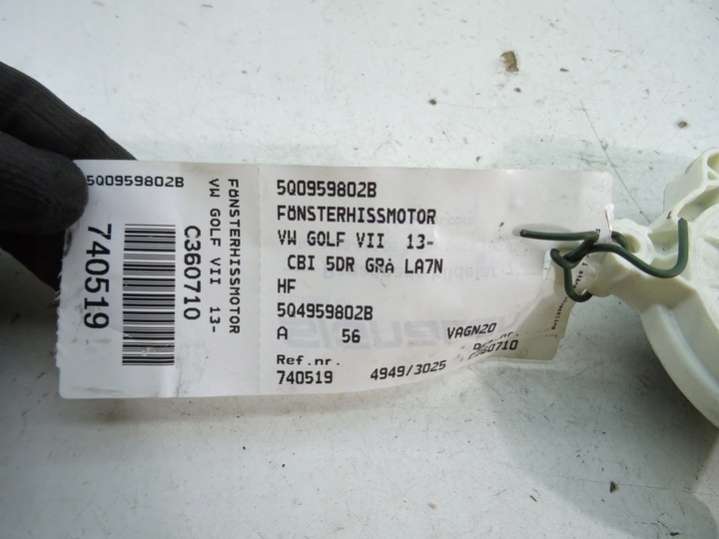 5Q0959802B
FÖNSTERHISSMOTOR
VW GOLF VII 13-
C360710
740519
5Q0959802B
FÖNSTERHISSMOTOR
VW GOLF VII 13-
CBI 5DR GRÅ LA7N
HF
5Q4959802B
A 56 VAGN20
Ref.nr.
740519 4949/3025 C360710